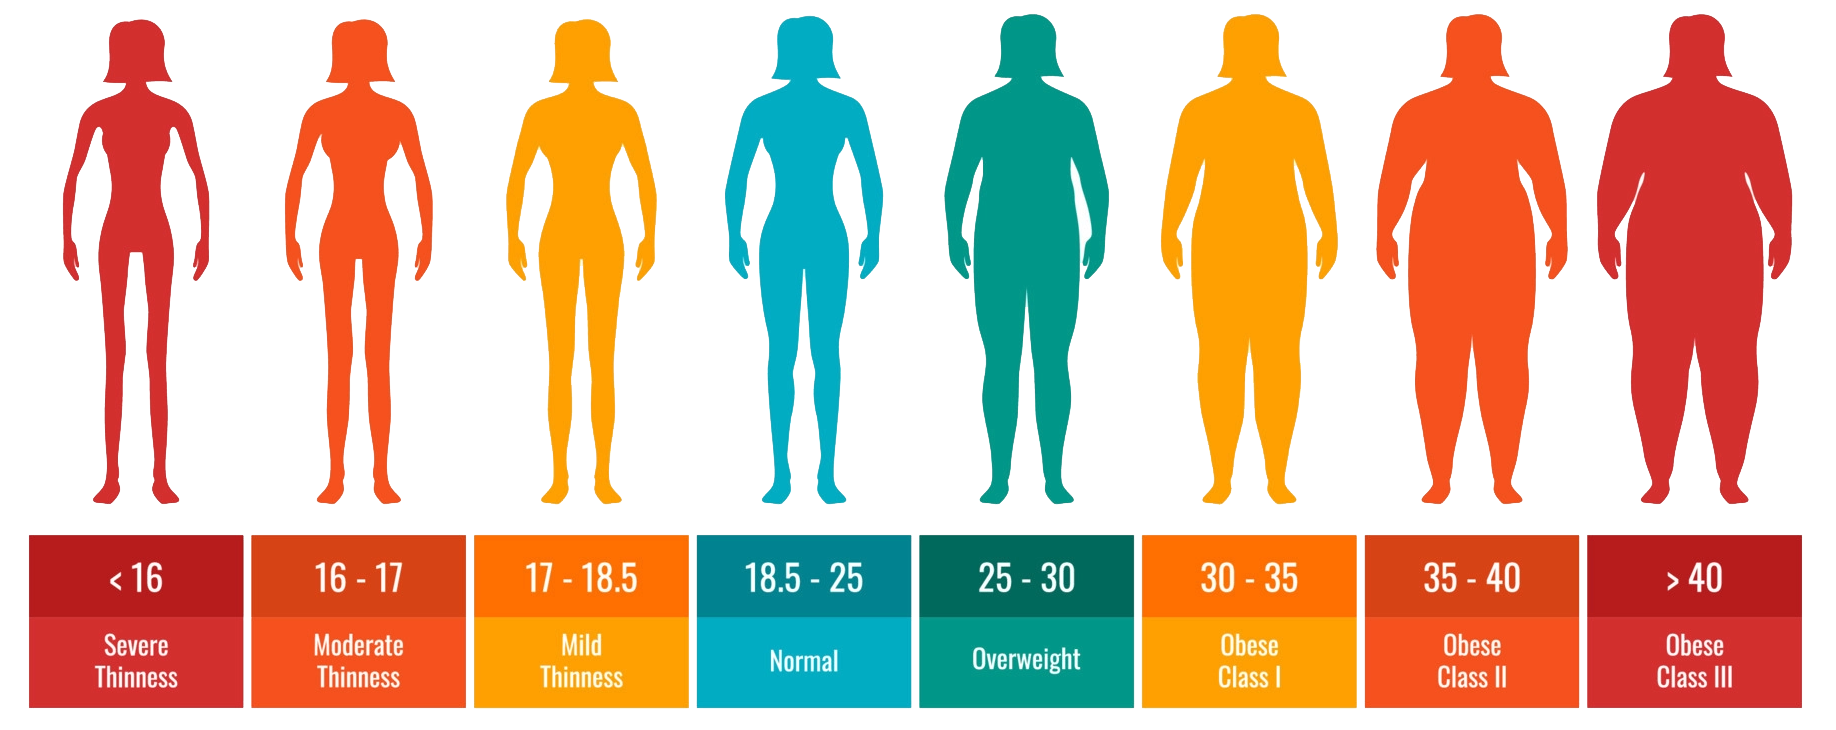 < 16
16 - 17
17 - 18.5
18.5 - 25
25 - 30
30 - 35
35 - 40
> 40
Severe
Thinness
Moderate
Thinness
Mild
Thinness
Normal
Overweight
Obese
Class I
Obese
Class II
Obese
Class III